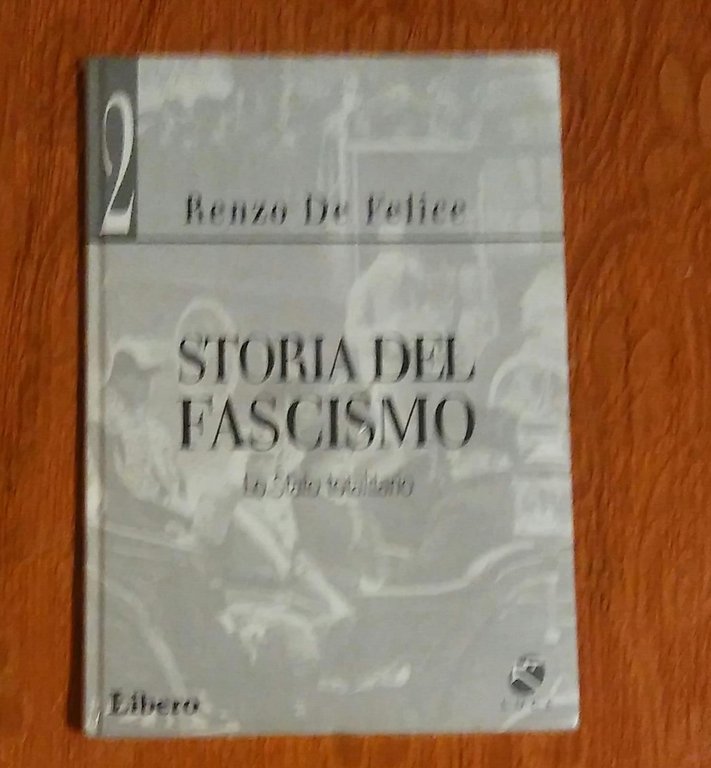 2
Renzo De Felice
STORIA DEL
FASCISMO
Lo Stato totalitario
Libero